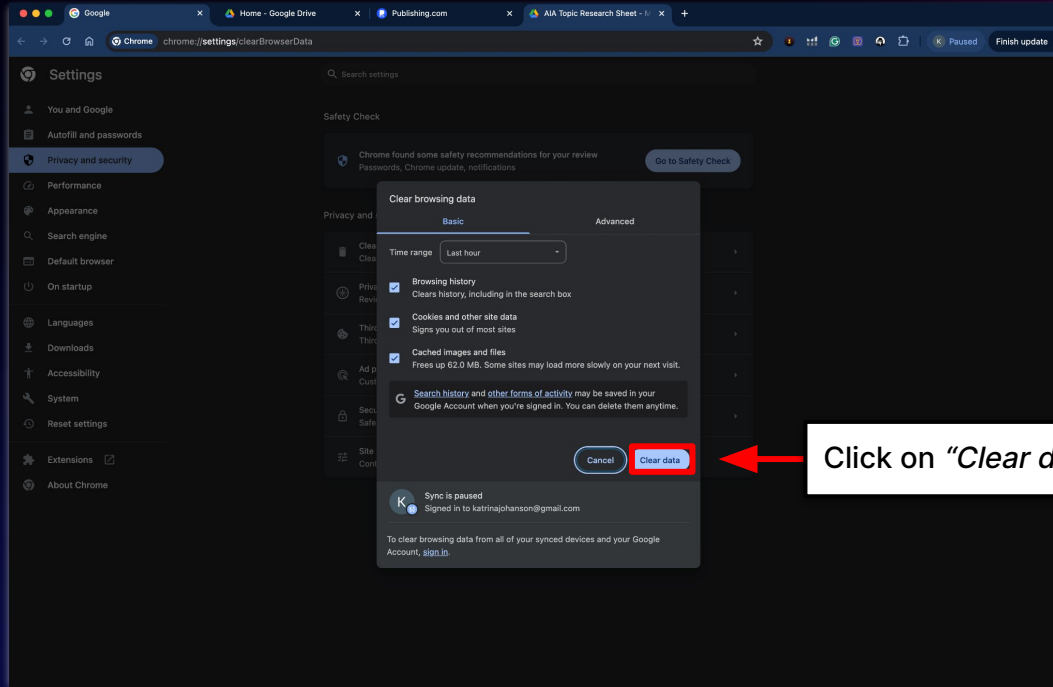 Google
Home - Google Drive
Publishing.com
AIA Topic Research Sheet -
Chrome chrome://settings/clearBrowserData
K Paused
Finish update
Settings
Search settings
You and Google
Autofill and passwords
Privacy and security
Performance
Appearance
Search engine
Default browser
On startup
Languages
Downloads
Accessibility
System
Reset settings
Extensions
About Chrome
Safety Check
Chrome found some safety recommendations for your review
Passwords, Chrome update, notifications
Go to Safety Check
Privacy and
Clear browsing data
Basic
Advanced
Time range Last hour
Browsing history
Clears history, including in the search box
Cookies and other site data
Signs you out of most sites
Cached images and files
Frees up 62.0 MB. Some sites may load more slowly on your next visit.
G Search history and other forms of activity may be saved in your
Google Account when you're signed in. You can delete them anytime.
Cancel
Clear data
K
Sync is paused
Signed in to katrinajohanson@gmail.com
To clear browsing data from all of your synced devices and your Google
Account, sign in.
Click on "Clear d